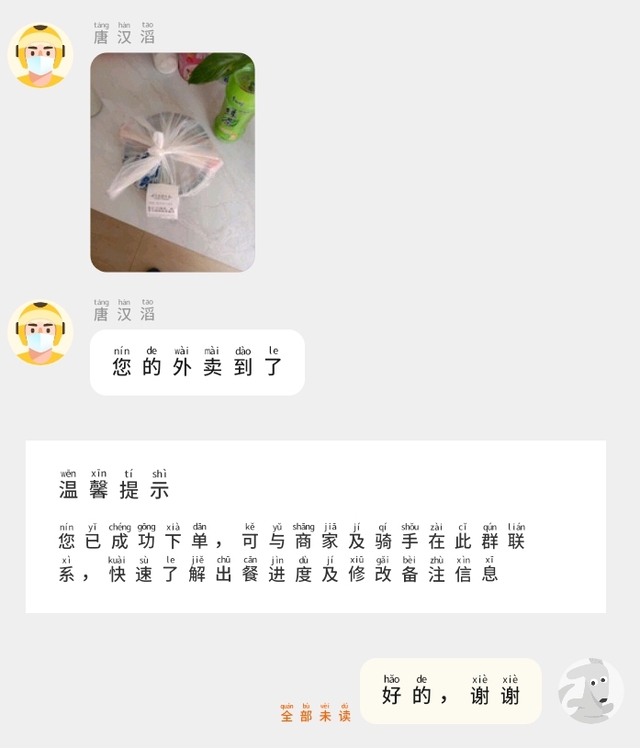 táng hàn tāo
唐汉滔
táng hàn tāo
唐汉滔
nín de wài mài dào le
您的外卖到了
wēn xīn tí shì
温馨提示
nín yǐ chéng gōng xià dān kě yǔ shāng jiā jí qí shǒu zài cǐ qún lián
您已成功下单，可与商家及骑手在此群联
xì kuài sù le jiě chū cān jìn dù jí xiū gǎi bèi zhù xìn xī
系，快速了解出餐进度及修改备注信息
hǎo de xiè xiè
好的，谢谢
quán bù wèi dú
全部未读